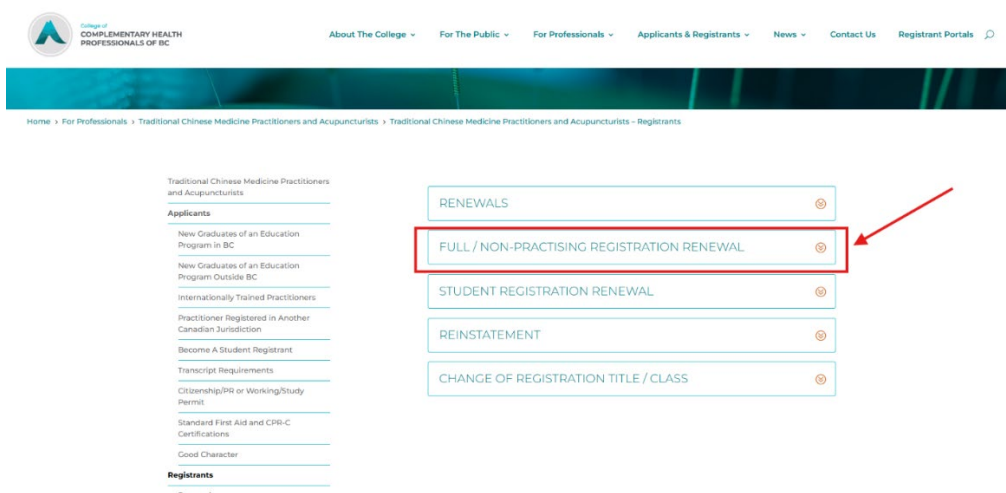 College of
COMPLEMENTARY HEALTH
PROFESSIONALS OF BC
About The College
For The Public
For Professionals
Applicants & Registrants
News
Contact Us
Registrant Portals
Home > For Professionals > Traditional Chinese Medicine Practitioners and Acupuncturists > Traditional Chinese Medicine Practitioners and Acupuncturists – Registrants
Traditional Chinese Medicine Practitioners
and Acupuncturists
Applicants
New Graduates of an Education
Program in BC
New Graduates of an Education
Program Outside BC
Internationally Trained Practitioners
Practitioner Registered in Another
Canadian Jurisdiction
Become A Student Registrant
Transcript Requirements
Citizenship/PR or Working/Study
Permit
Standard First Aid and CPR-C
Certifications
Good Character
Registrants
RENEWALS
FULL / NON-PRACTISING REGISTRATION RENEWAL
STUDENT REGISTRATION RENEWAL
REINSTATEMENT
CHANGE OF REGISTRATION TITLE / CLASS